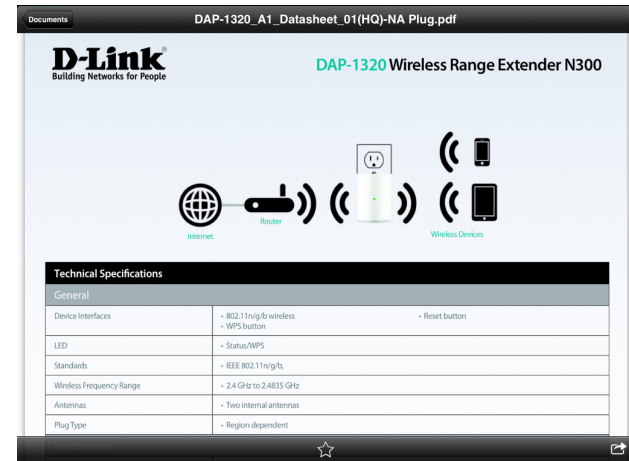 Documents
DAP-1320_A1_Datasheet_01(HQ)-NA Plug.pdf
D-Link®
Building Networks for People
DAP-1320 Wireless Range Extender N300
Internet
Router
Wireless Devices
Technical Specifications
General
Device Interfaces
• 802.11n/g/b wireless
• WPS button
• Reset button
LED
• Status/WPS
Standards
• IEEE 802.11n/g/b,
Wireless Frequency Range
• 2.4 GHz to 2.4835 GHz
Antennas
• Two internal antennas
Plug Type
• Region dependent